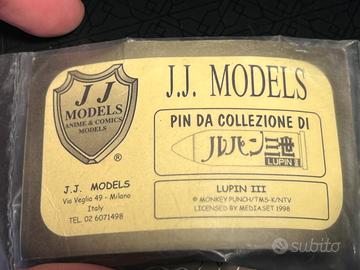 J J
MODELS
ANIME & COMICS
MODELS
®
J.J. MODELS
Via Veglia 49 - Milano
Italy
TEL. 02 6071498
J.J. MODELS
PIN DA COLLEZIONE DI
ルパン三世
LUPIN III
LUPIN III
© MONKEY PUNCH/TMS-K/NTV
LICENSED BY MEDIASET 1998
subito